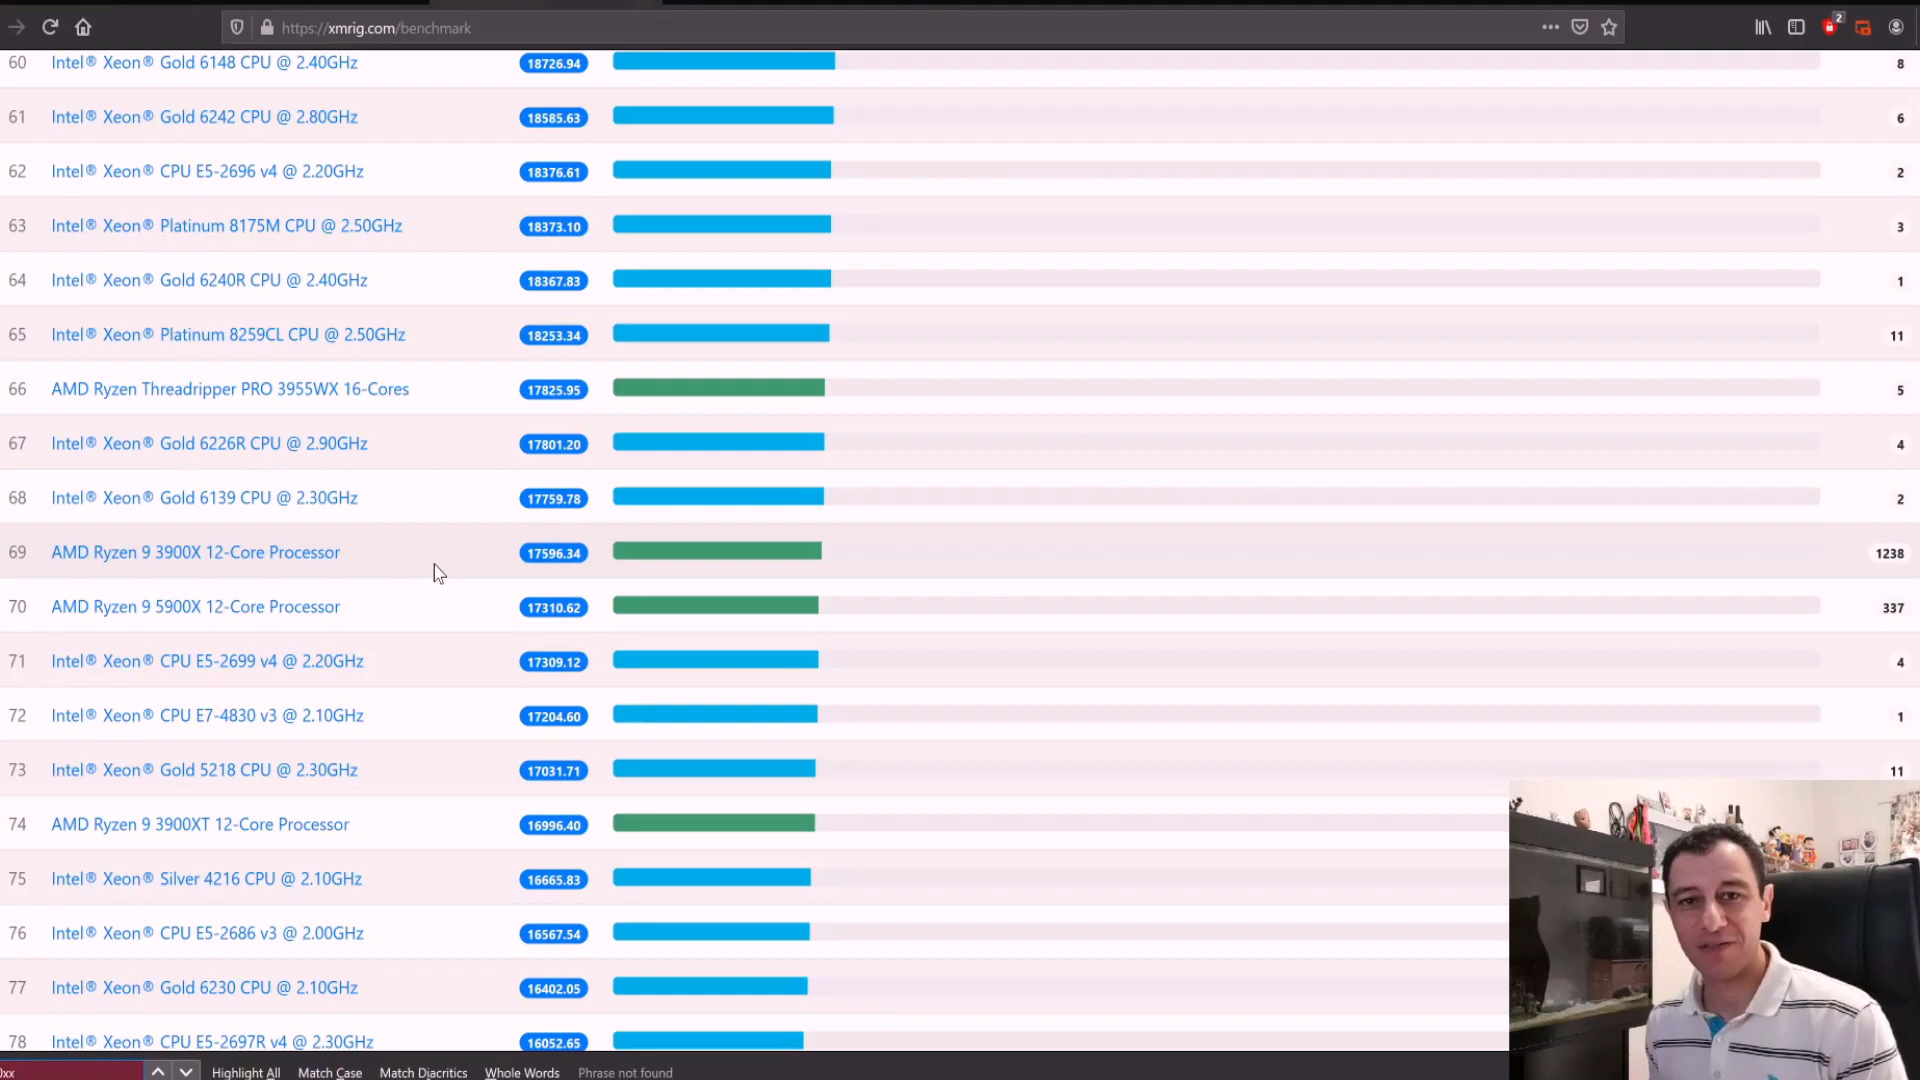 https://xmrig.com/benchmark
2
60 Intel® Xeon® Gold 6148 CPU @ 2.40GHz 18726.94 8
61 Intel® Xeon® Gold 6242 CPU @ 2.80GHz 18585.63 6
62 Intel® Xeon® CPU E5-2696 v4 @ 2.20GHz 18376.61 2
63 Intel® Xeon® Platinum 8175M CPU @ 2.50GHz 18373.10 3
64 Intel® Xeon® Gold 6240R CPU @ 2.40GHz 18367.83 1
65 Intel® Xeon® Platinum 8259CL CPU @ 2.50GHz 18253.34 11
66 AMD Ryzen Threadripper PRO 3955WX 16-Cores 17825.95 5
67 Intel® Xeon® Gold 6226R CPU @ 2.90GHz 17801.20 4
68 Intel® Xeon® Gold 6139 CPU @ 2.30GHz 17759.78 2
69 AMD Ryzen 9 3900X 12-Core Processor 17596.34 1238
70 AMD Ryzen 9 5900X 12-Core Processor 17310.62 337
71 Intel® Xeon® CPU E5-2699 v4 @ 2.20GHz 17309.12 4
72 Intel® Xeon® CPU E7-4830 v3 @ 2.10GHz 17204.60 1
73 Intel® Xeon® Gold 5218 CPU @ 2.30GHz 17031.71 11
74 AMD Ryzen 9 3900XT 12-Core Processor 16996.40
75 Intel® Xeon® Silver 4216 CPU @ 2.10GHz 16665.83
76 Intel® Xeon® CPU E5-2686 v3 @ 2.00GHz 16567.54
77 Intel® Xeon® Gold 6230 CPU @ 2.10GHz 16402.05
78 Intel® Xeon® CPU E5-2697R v4 @ 2.30GHz 16052.65
0xx Highlight All Match Case Match Diacritics Whole Words Phrase not found